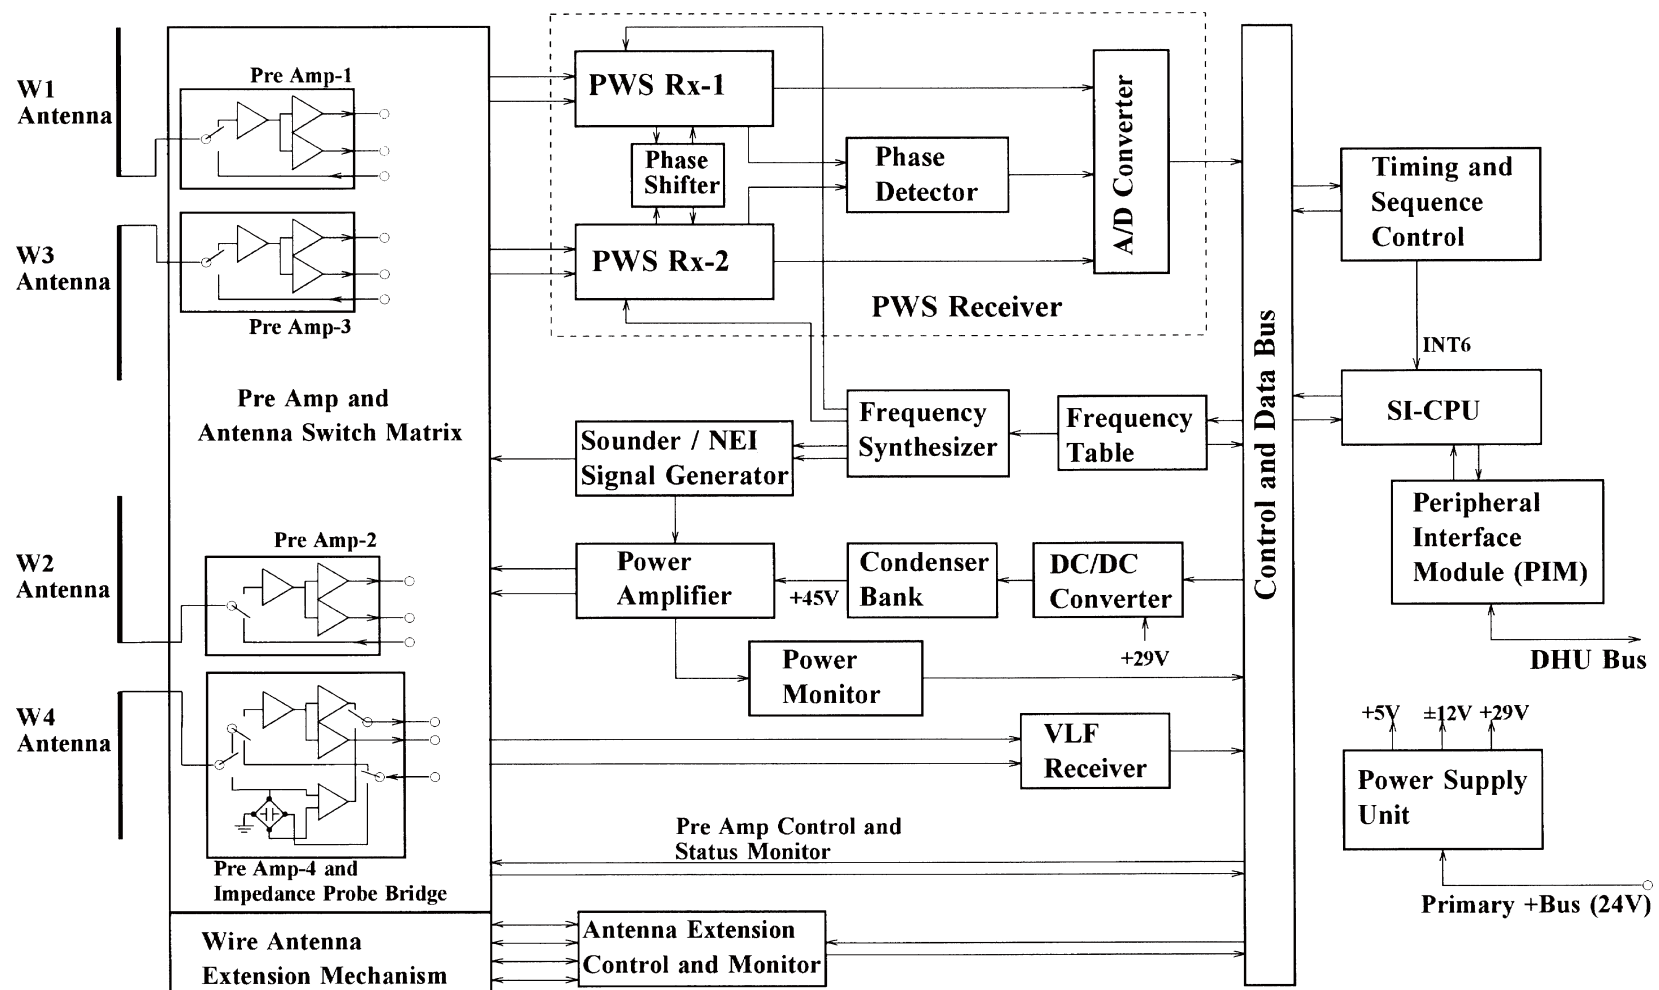 W1
Antenna
Pre Amp-1
W3
Antenna
Pre Amp-3
Pre Amp and
Antenna Switch Matrix
W2
Antenna
Pre Amp-2
W4
Antenna
Pre Amp-4 and
Impedance Probe Bridge
Wire Antenna
Extension Mechanism
PWS Rx-1
Phase
Shifter
PWS Rx-2
Phase
Detector
A/D Converter
PWS Receiver
Sounder / NEI
Signal Generator
Frequency
Synthesizer
Frequency
Table
Power
Amplifier
+45V
Condenser
Bank
DC/DC
Converter
+29V
Power
Monitor
VLF
Receiver
Pre Amp Control and
Status Monitor
Antenna Extension
Control and Monitor
Control and Data Bus
Timing and
Sequence
Control
INT6
SI-CPU
Peripheral
Interface
Module (PIM)
DHU Bus
+5V ±12V +29V
Power Supply
Unit
Primary +Bus (24V)